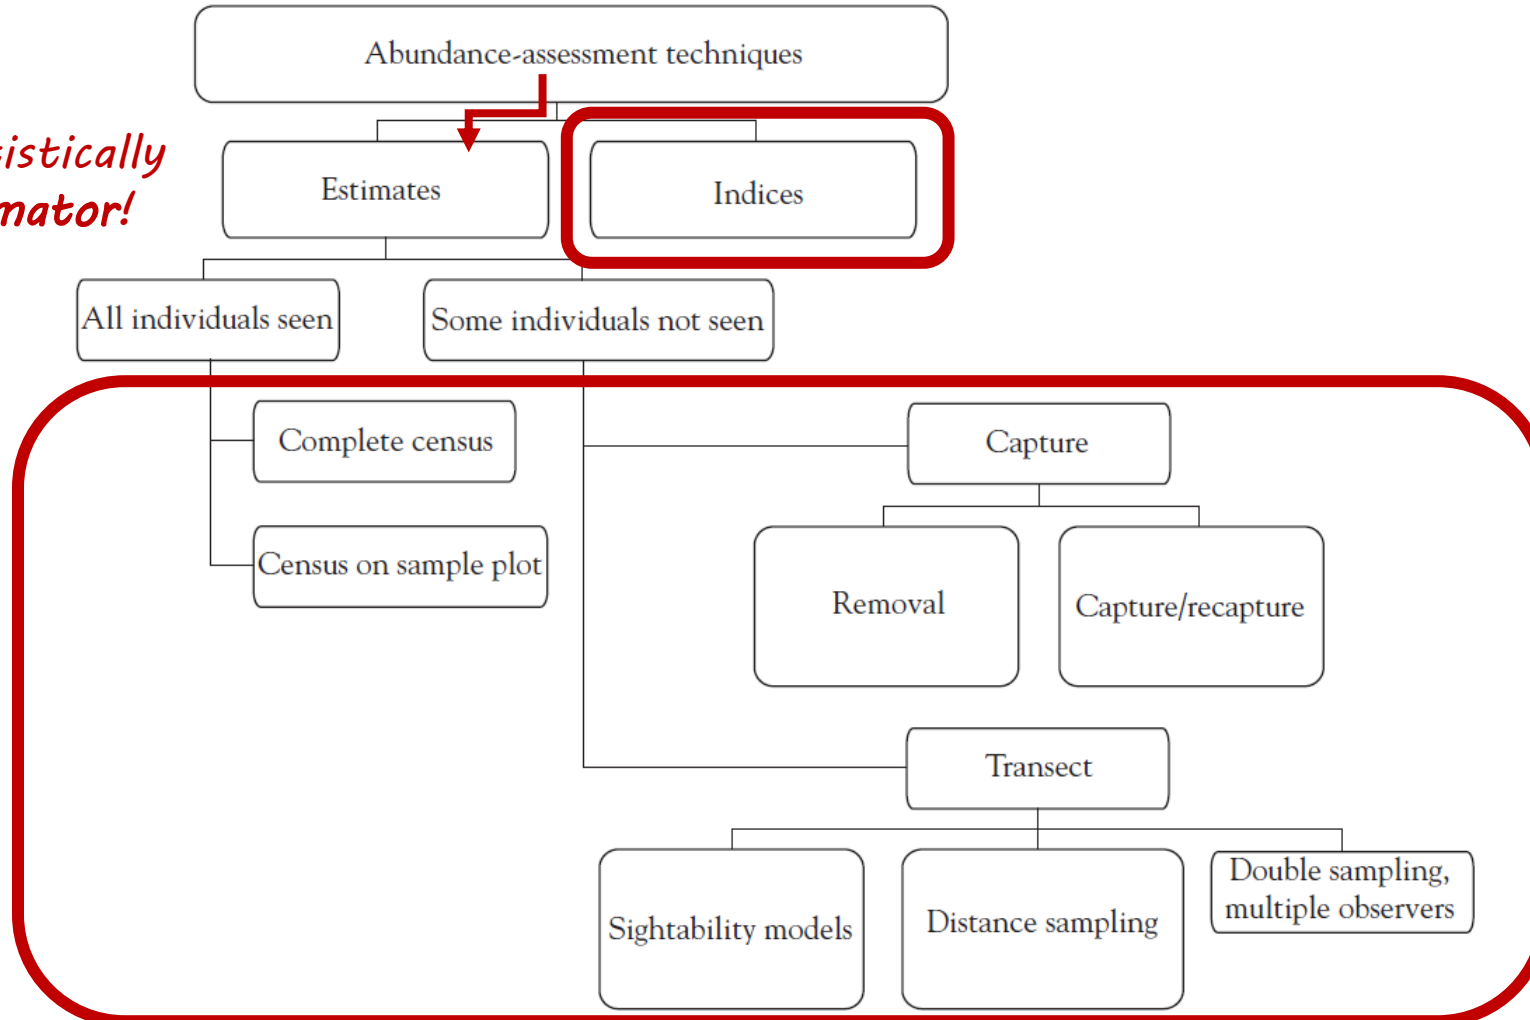 Abundance-assessment techniques
mator!
Estimates
Indices
All individuals seen
Some individuals not seen
Complete census
Capture
Census on sample plot
Removal
Capture/recapture
Transect
Sightability models
Distance sampling
Double sampling,
multiple observers